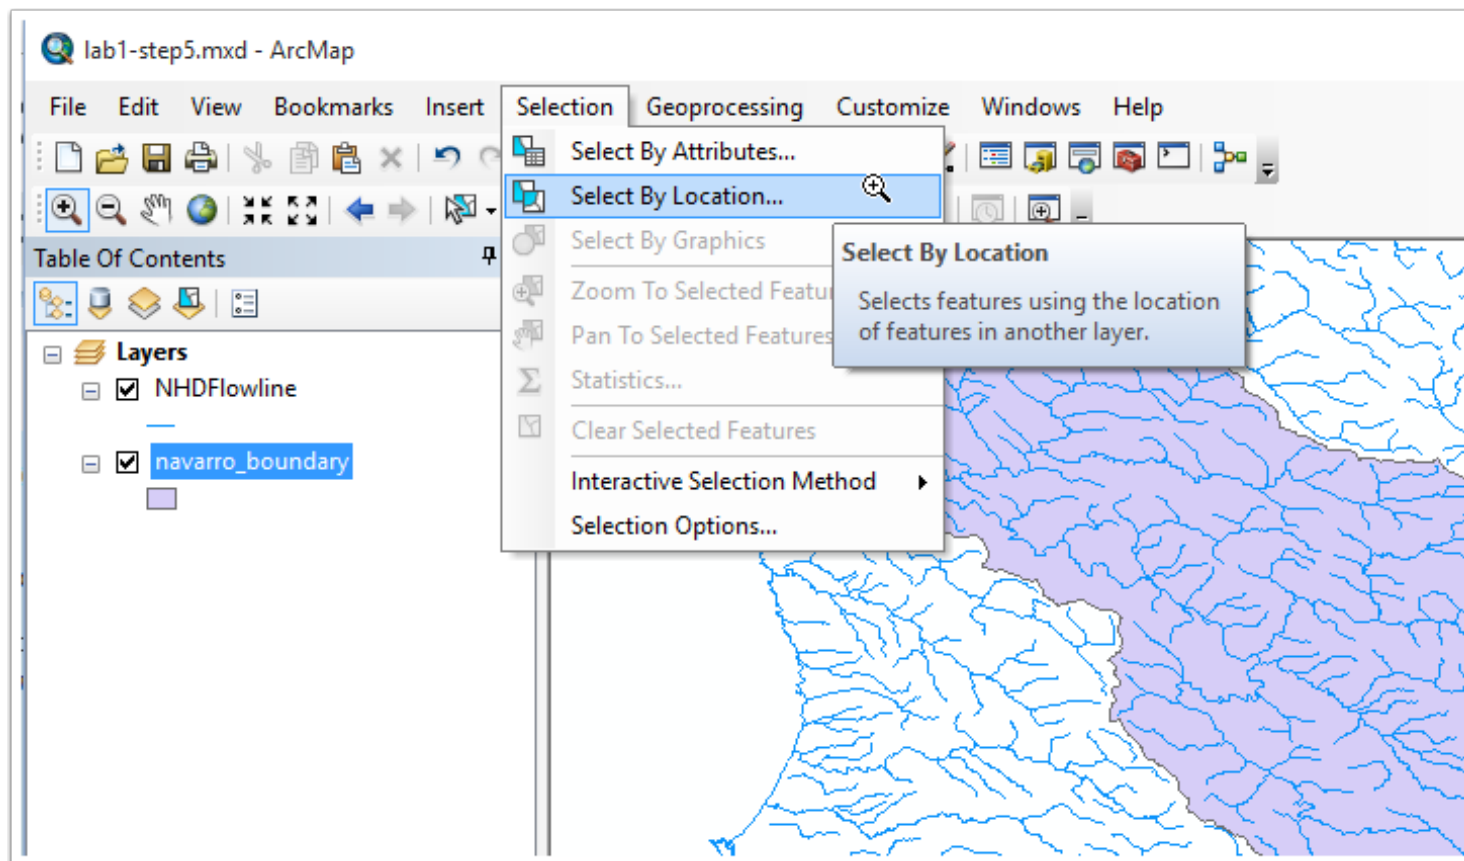 lab1-step5.mxd - ArcMap
File Edit View Bookmarks Insert Selection Geoprocessing Customize Windows Help
Select By Attributes...
Select By Location...
Select By Graphics
Zoom To Selected Featu
Pan To Selected Features
Statistics...
Clear Selected Features
Interactive Selection Method
Selection Options...
Select By Location
Selects features using the location
of features in another layer.
Table Of Contents
Layers
NHDFlowline
navarro_boundary